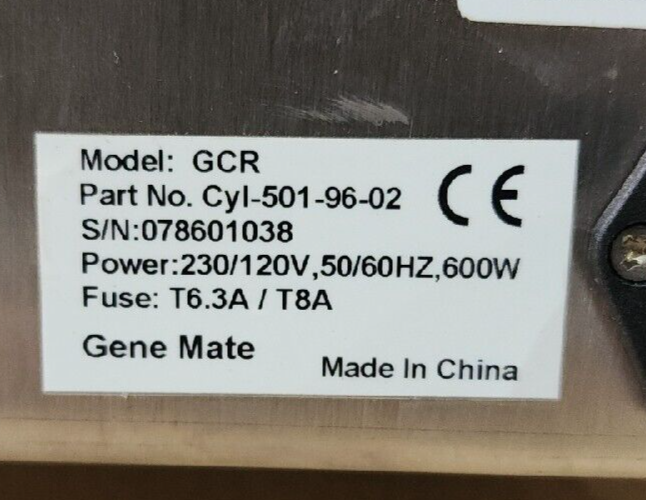 Model: GCR
Part No. Cyl-501-96-02
S/N:078601038
Power:230/120V,50/60HZ,600W
Fuse: T6.3A / T8A
Gene Mate
Made In China
CE